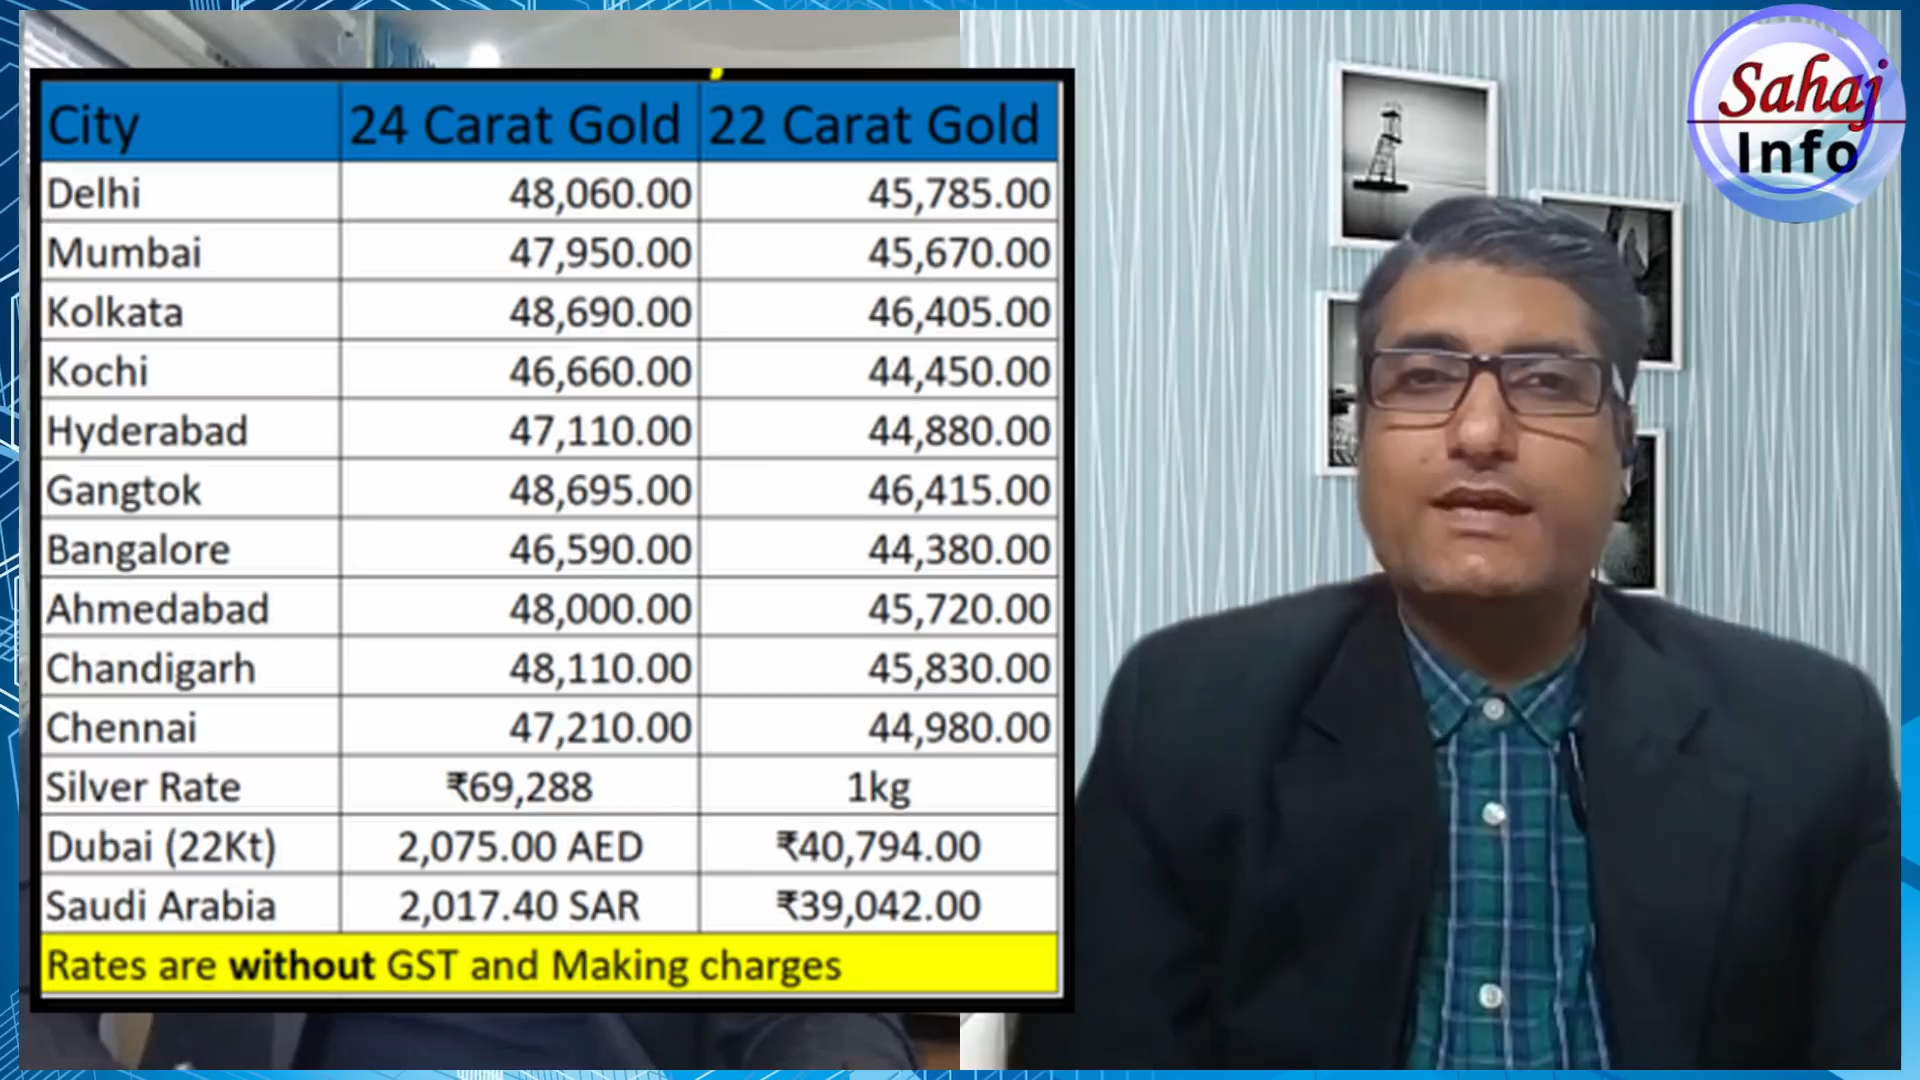 City 24 Carat Gold 22 Carat Gold
Delhi 48,060.00 45,785.00
Mumbai 47,950.00 45,670.00
Kolkata 48,690.00 46,405.00
Kochi 46,660.00 44,450.00
Hyderabad 47,110.00 44,880.00
Gangtok 48,695.00 46,415.00
Bangalore 46,590.00 44,380.00
Ahmedabad 48,000.00 45,720.00
Chandigarh 48,110.00 45,830.00
Chennai 47,210.00 44,980.00
Silver Rate ₹69,288 1kg
Dubai (22Kt) 2,075.00 AED ₹40,794.00
Saudi Arabia 2,017.40 SAR ₹39,042.00
Rates are without GST and Making charges
Sahaj
Info